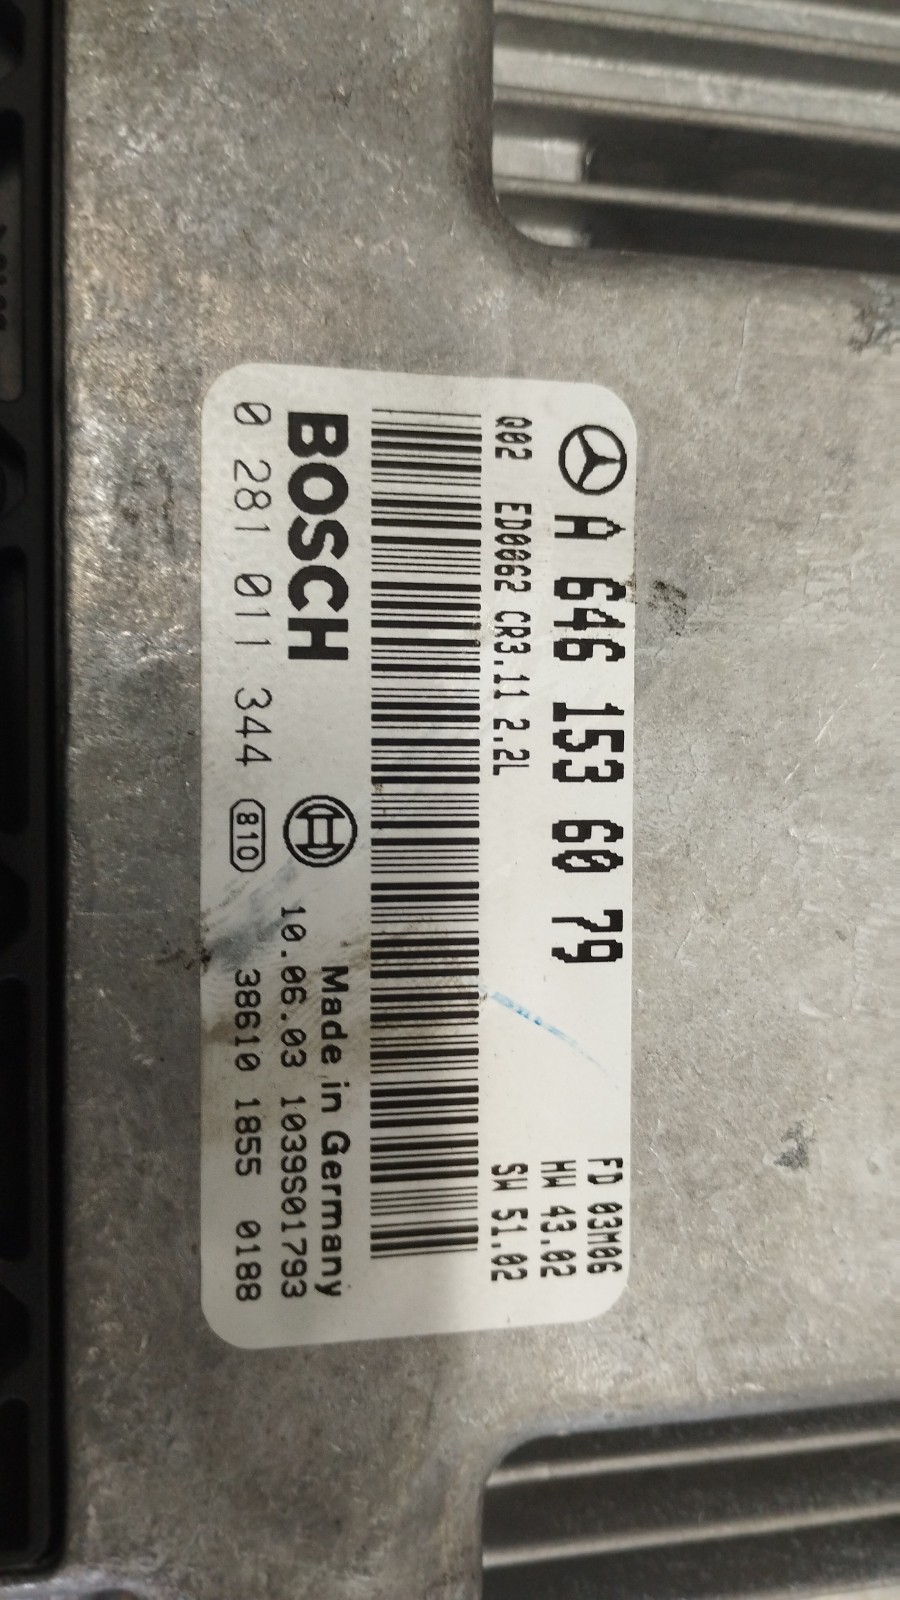 A 646 153 60 79
FD 03M06
HW 43.02
Q02 ED0062 CR3.11 2.2L
SW 51.02
BOSCH
Made in Germany
10.06.03 1039S01793
0 281 011 344
810
38610 1855 0188